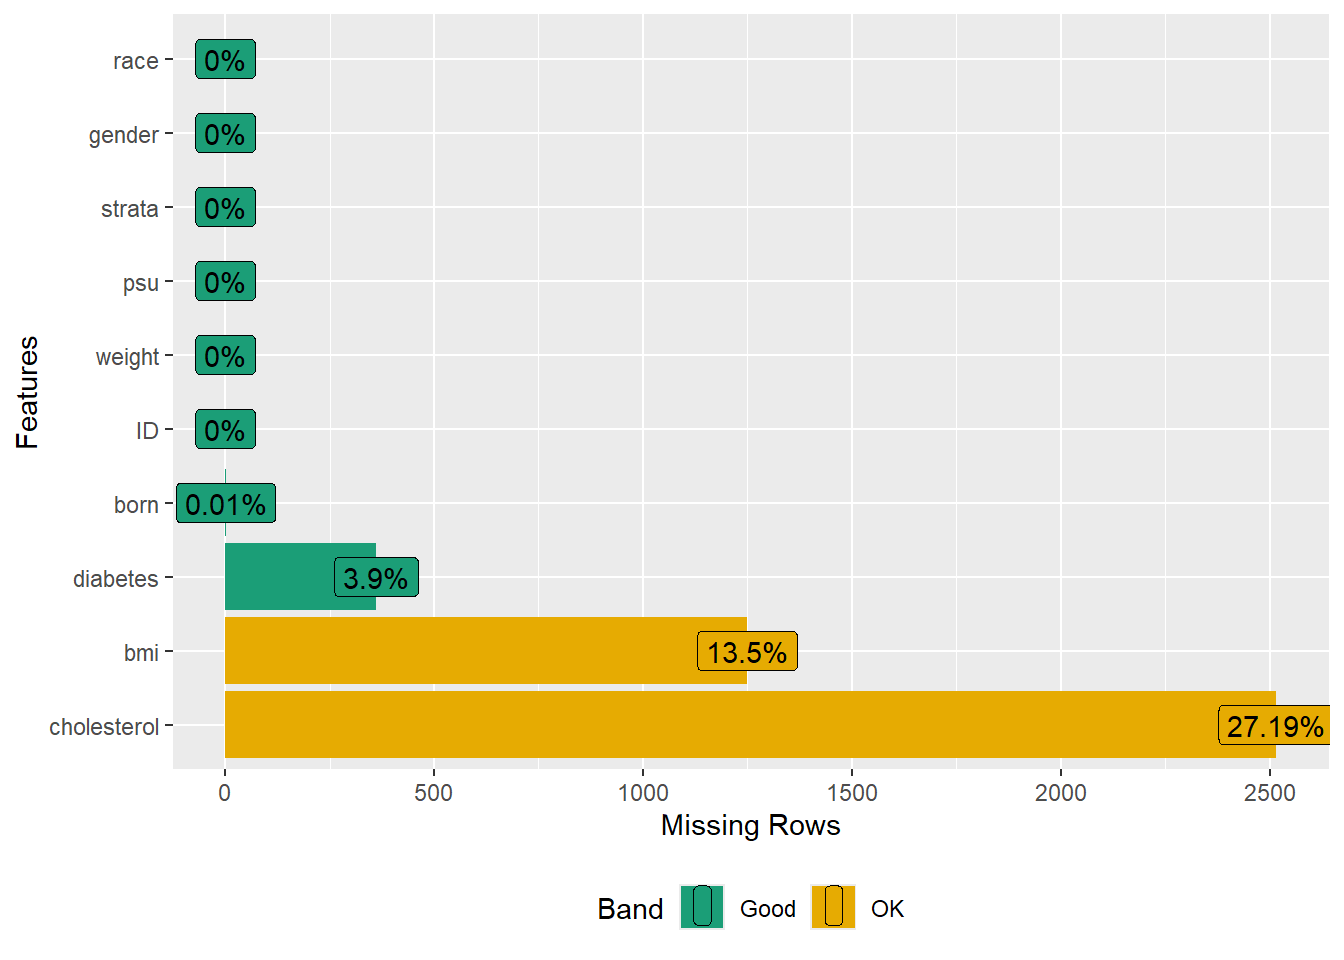 race 0%
gender 0%
strata 0%
psu 0%
weight 0%
ID 0%
born 0.01%
diabetes 3.9%
bmi 13.5%
cholesterol 27.19%
Features
0 500 1000 1500 2000 2500
Missing Rows
Band Good OK